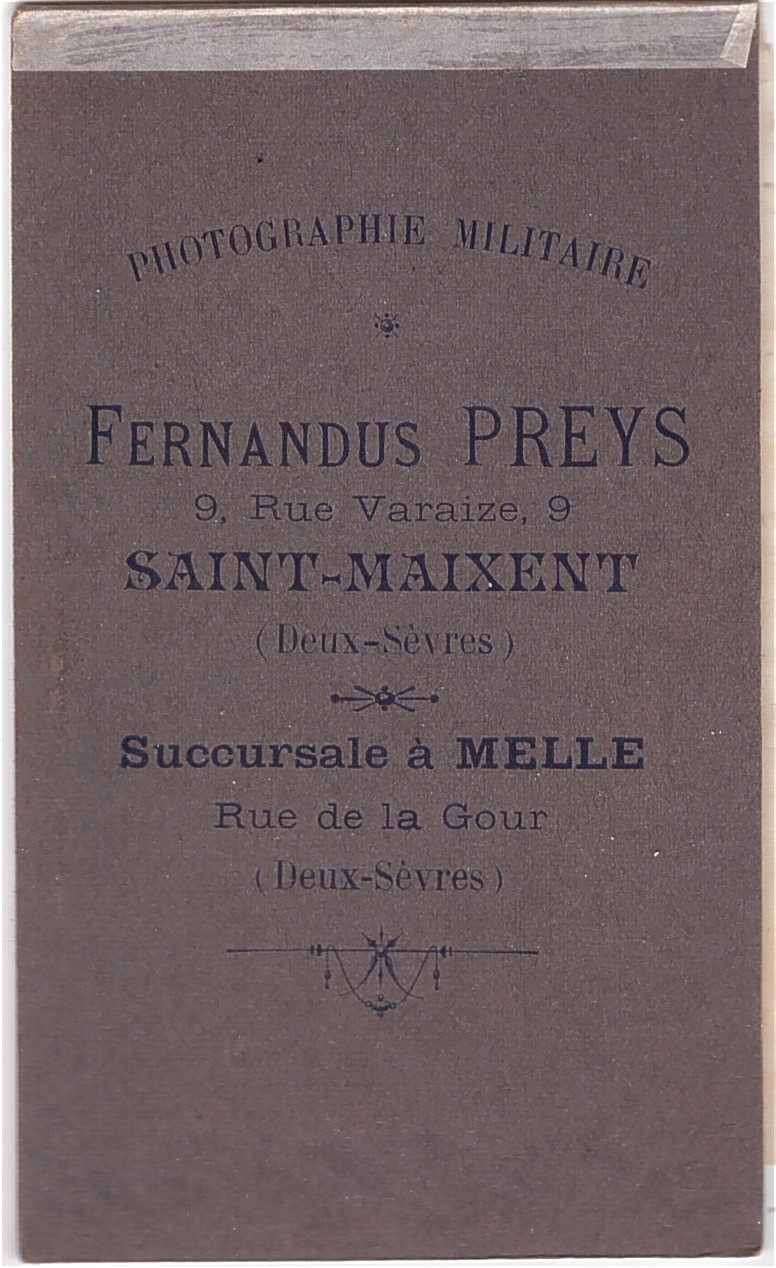 PHOTOGRAPHIE MILITAIRE
FERNANDUS PREYS
9, Rue Varaize, 9
SAINT-MAIXENT
(Deux-Sèvres)
Succursale à MELLE
Rue de la Gour
(Deux-Sèvres)